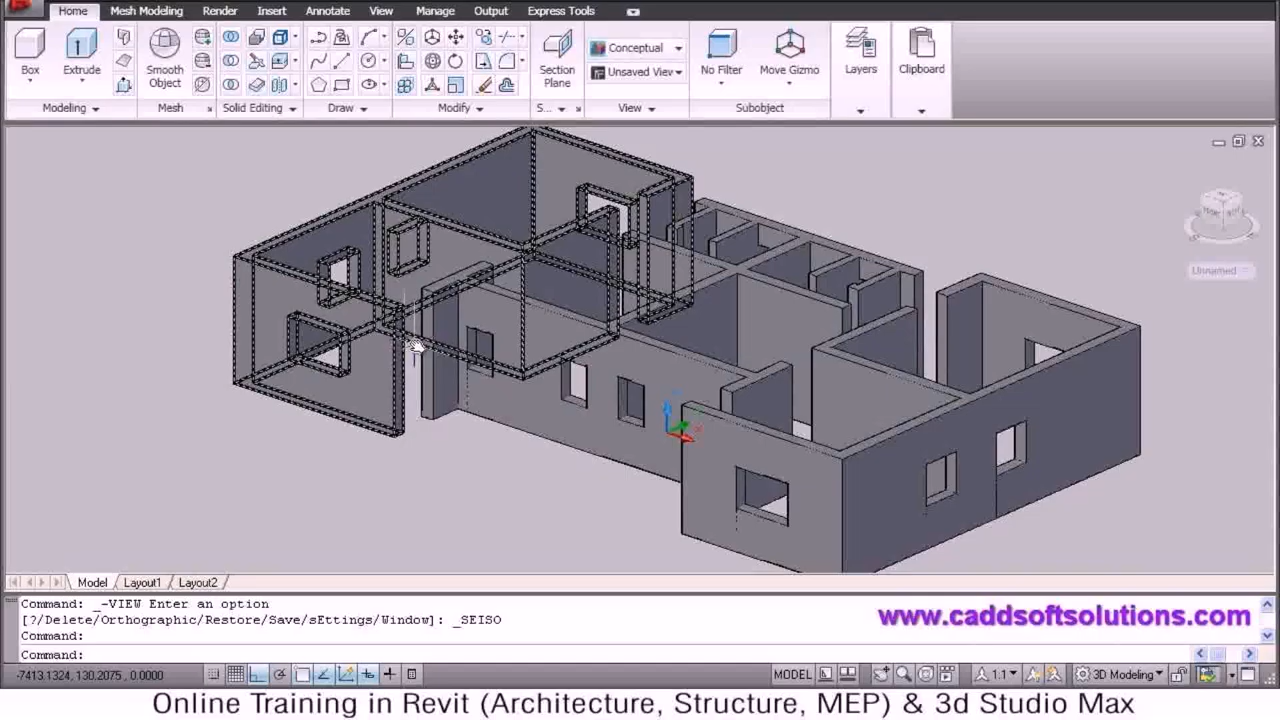 Home Mesh Modeling Render Insert Annotate View Manage Output Express Tools
Box Extrude Smooth Object Section Plane Conceptual Unsaved View No Filter Move Gizmo Layers Clipboard
Modeling Mesh Solid Editing Draw Modify S... View Subobject
Unnamed
Model Layout1 Layout2
Command: _-VIEW Enter an option
[?/Delete/Orthographic/Restore/Save/sEttings/Window]: _SEISO
Command:
Command:
www.caddsoftsolutions.com
-7413.1324, 130.2075, 0.0000 MODEL 1:1 3D Modeling
Online Training in Revit (Architecture, Structure, MEP) & 3d Studio Max